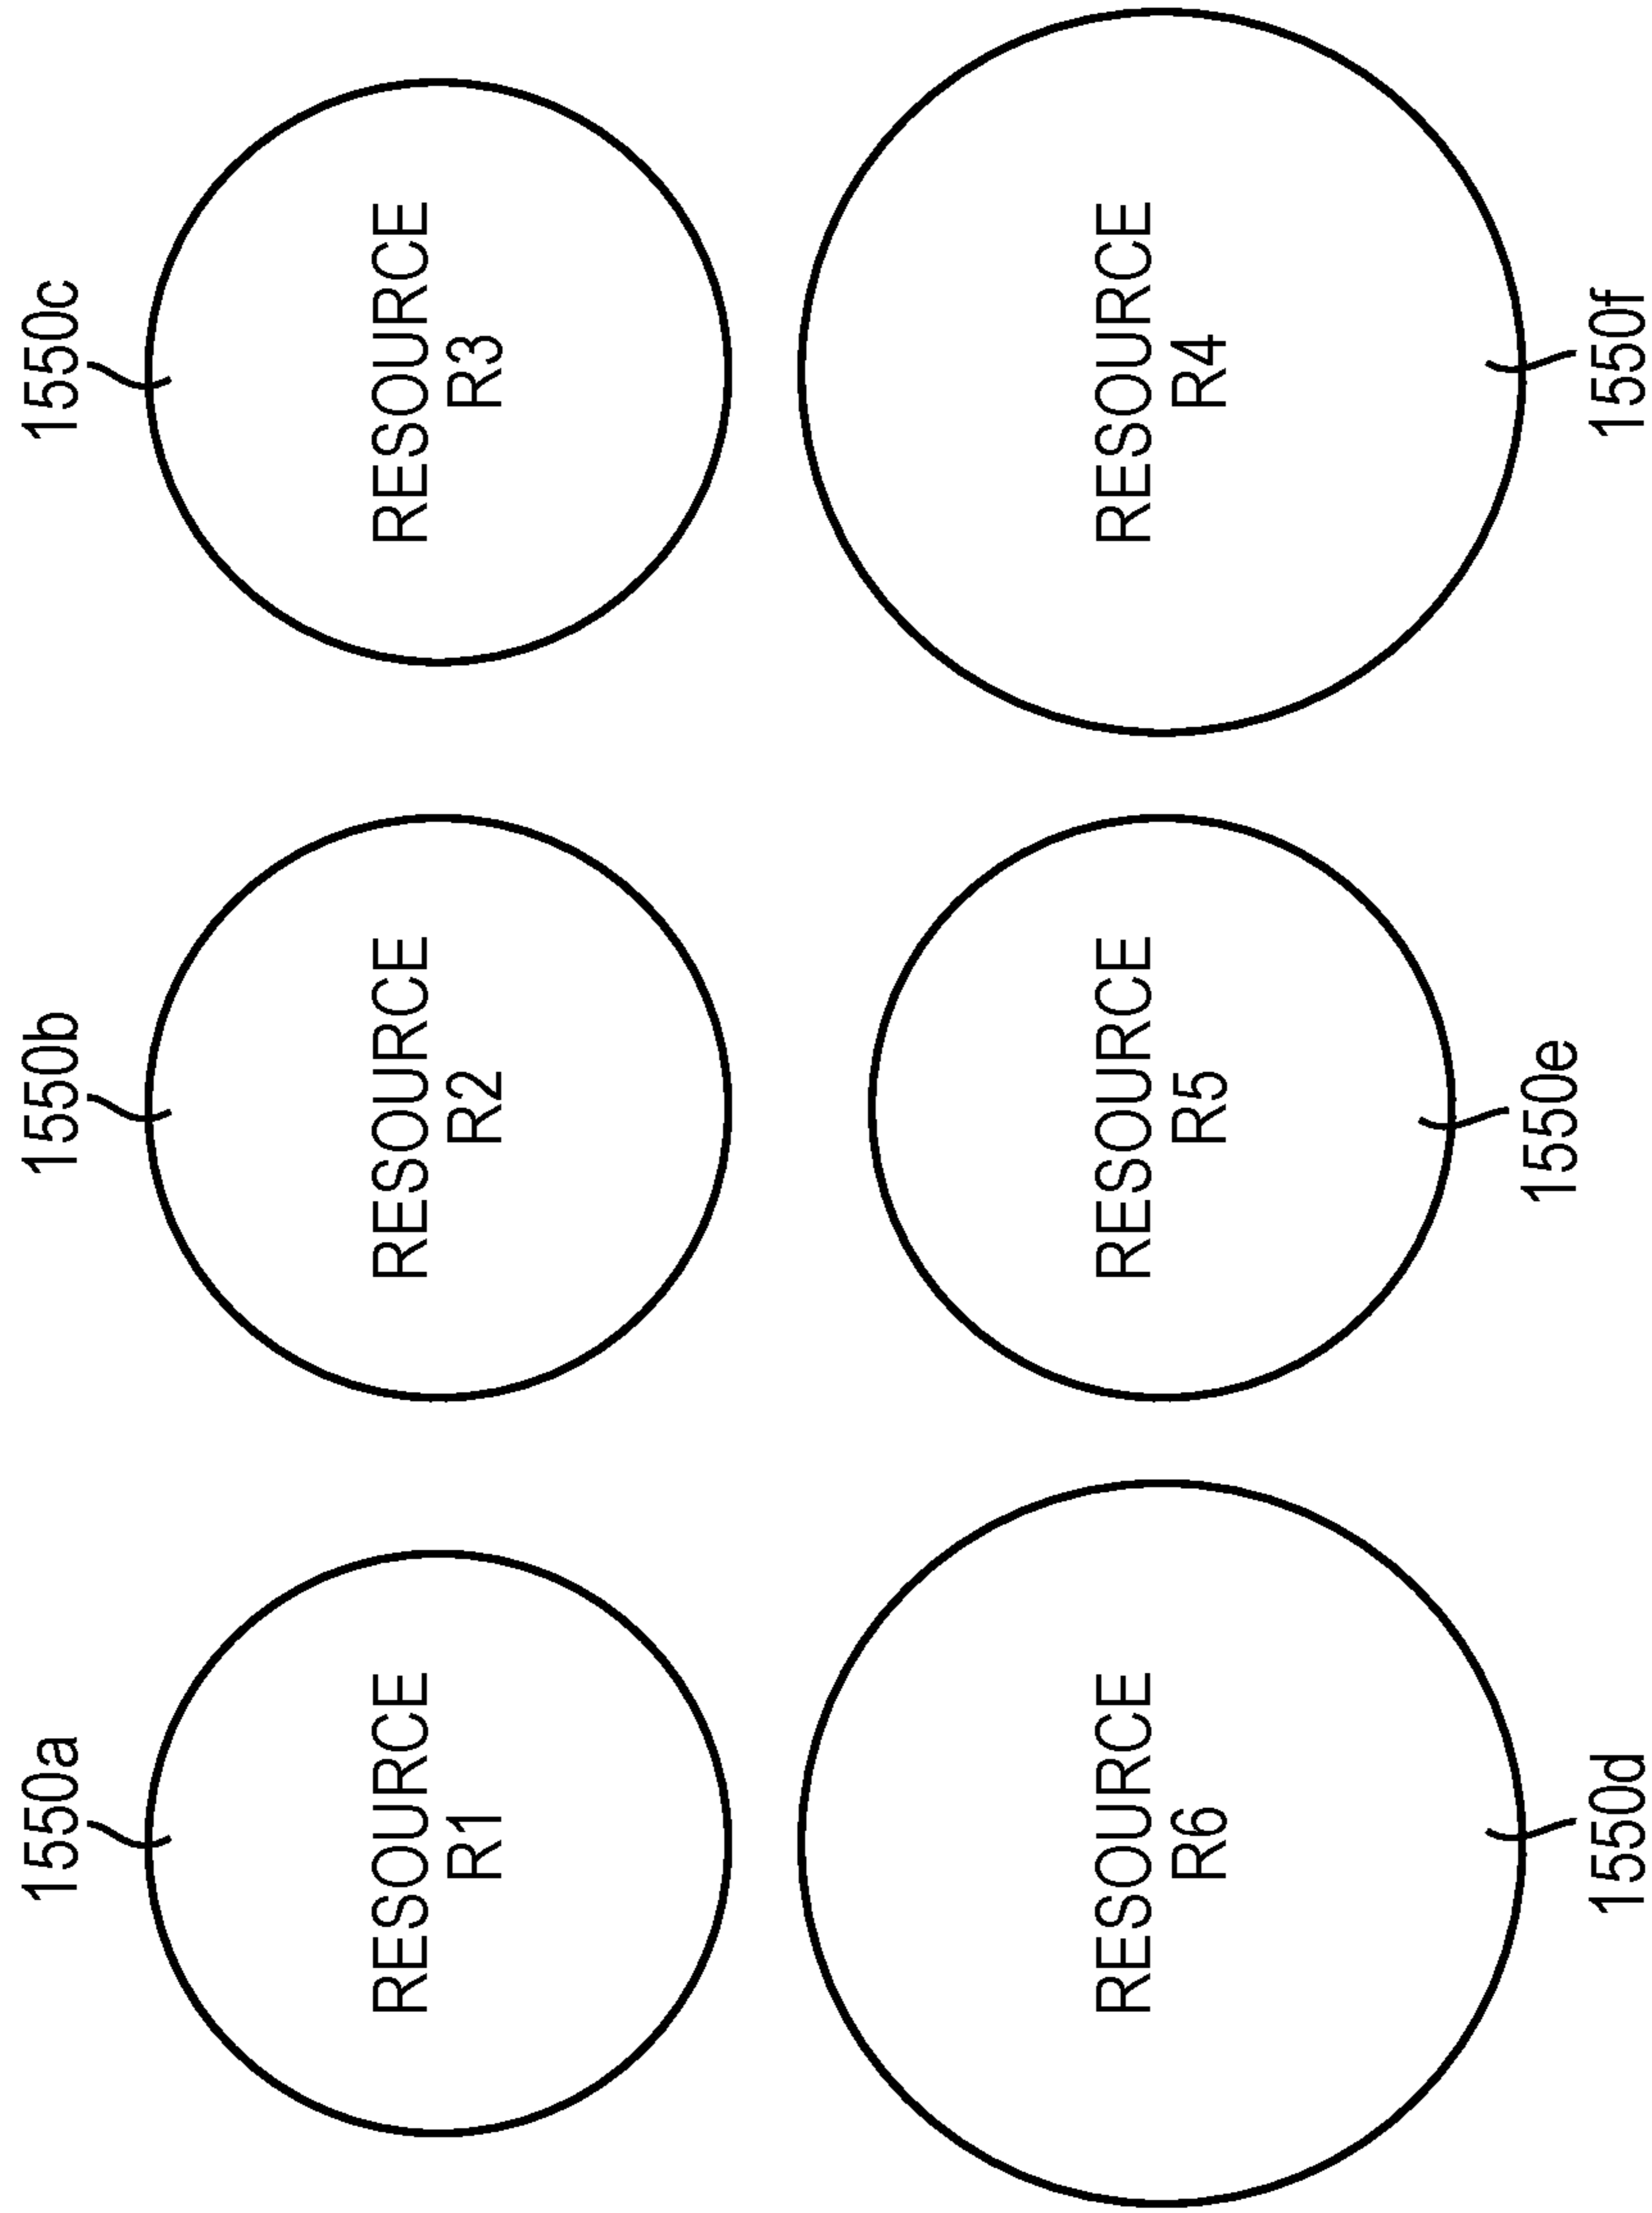 1550a
1550b
1550c
RESOURCE
R1
RESOURCE
R2
RESOURCE
R3
RESOURCE
R6
RESOURCE
R5
RESOURCE
R4
1550d
1550e
1550f